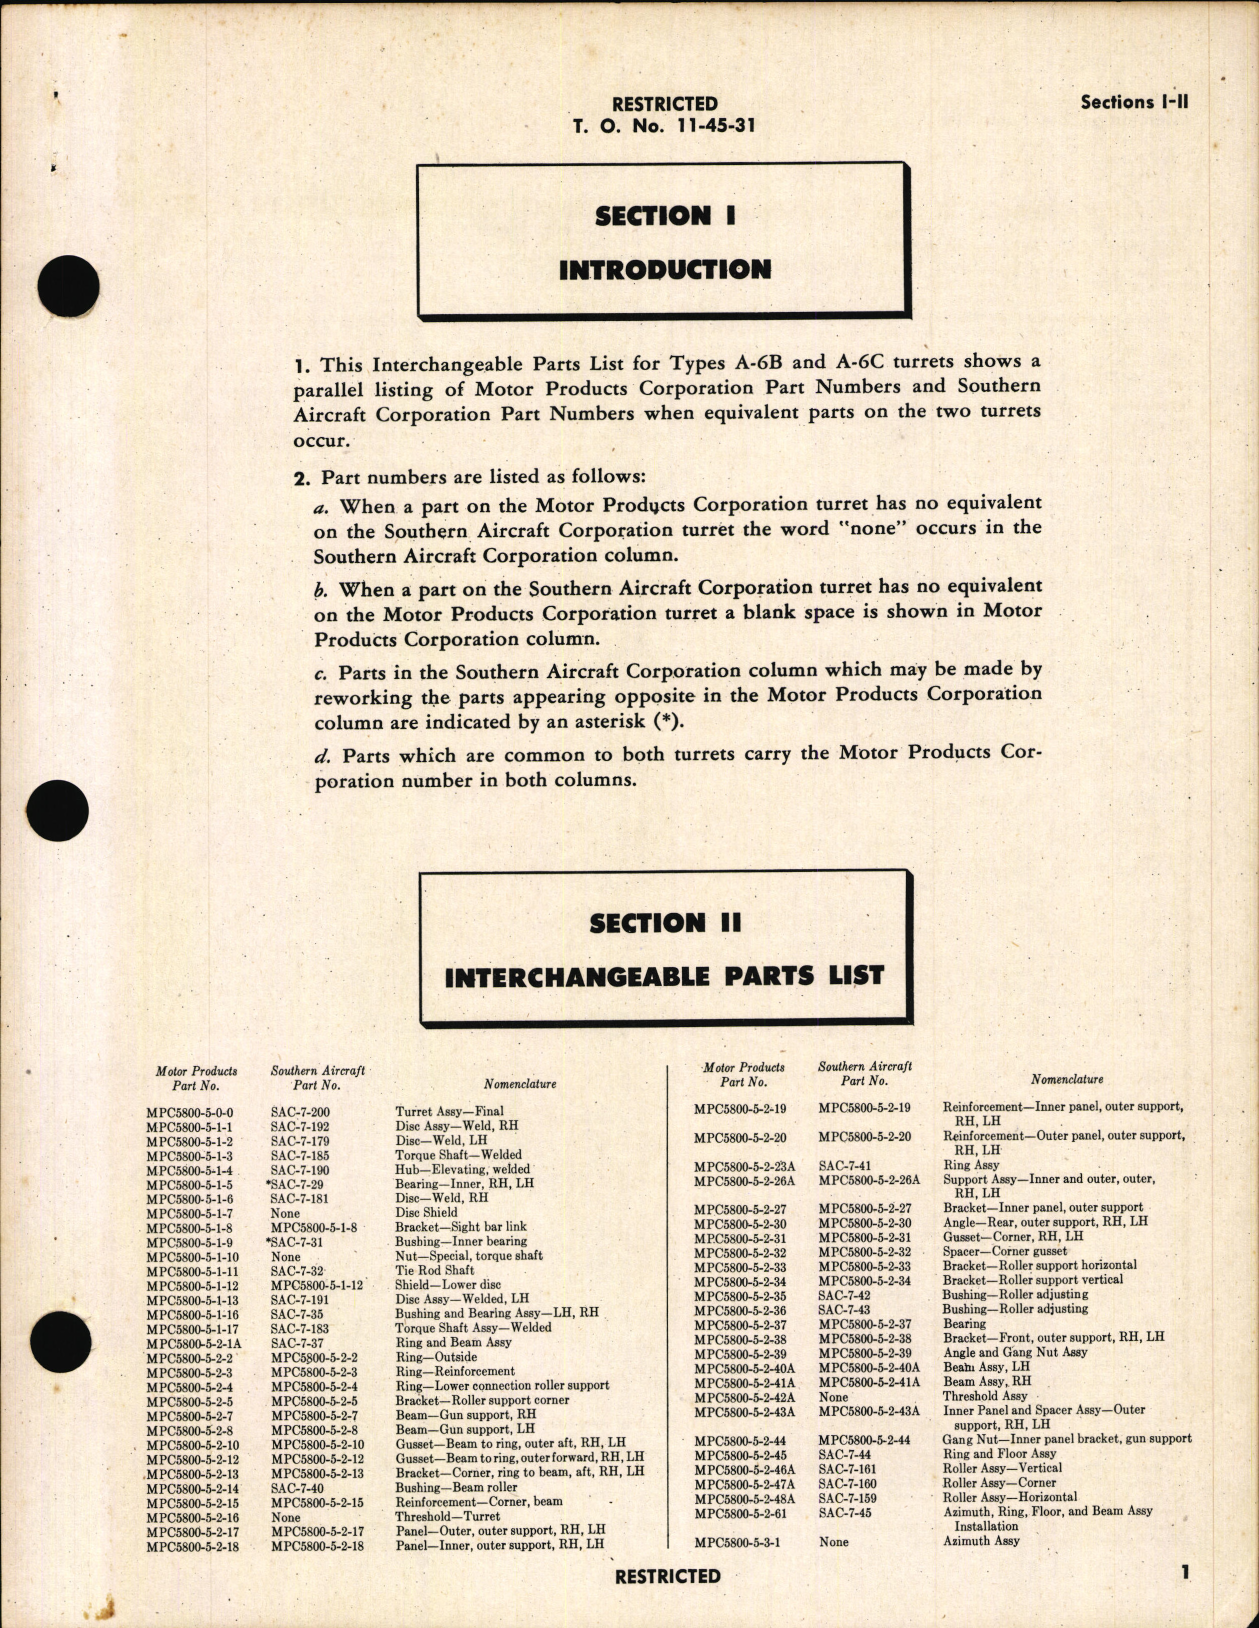 RESTRICTED
T. O. No. 11-45-31
Sections I-II
SECTION I
INTRODUCTION
1. This Interchangeable Parts List for Types A-6B and A-6C turrets shows a
parallel listing of Motor Products Corporation Part Numbers and Southern
Aircraft Corporation Part Numbers when equivalent parts on the two turrets
occur.
2. Part numbers are listed as follows:
a. When a part on the Motor Products Corporation turret has no equivalent
on the Southern Aircraft Corporation turret the word "none" occurs in the
Southern Aircraft Corporation column.
b. When a part on the Southern Aircraft Corporation turret has no equivalent
on the Motor Products Corporation turret a blank space is shown in Motor
Products Corporation column.
c. Parts in the Southern Aircraft Corporation column which may be made by
reworking the parts appearing opposite in the Motor Products Corporation
column are indicated by an asterisk (*).
d. Parts which are common to both turrets carry the Motor Products Cor-
poration number in both columns.
SECTION II
INTERCHANGEABLE PARTS LIST
Motor Products Southern Aircraft
Part No. Part No. Nomenclature
MPC5800-5-0-0 SAC-7-200 Turret Assy—Final
MPC5800-5-1-1 SAC-7-192 Disc Assy—Weld, RH
MPC5800-5-1-2 SAC-7-179 Disc—Weld, LH
MPC5800-5-1-3 SAC-7-185 Torque Shaft—Welded
MPC5800-5-1-4 SAC-7-190 Hub—Elevating, welded
MPC5800-5-1-5 *SAC-7-29 Bearing—Inner, RH, LH
MPC5800-5-1-6 SAC-7-181 Disc—Weld, RH
MPC5800-5-1-7 None Disc Shield
MPC5800-5-1-8 MPC5800-5-1-8 Bracket—Sight bar link
MPC5800-5-1-9 *SAC-7-31 Bushing—Inner bearing
MPC5800-5-1-10 None Nut—Special, torque shaft
MPC5800-5-1-11 SAC-7-32 Tie Rod Shaft
MPC5800-5-1-12 MPC5800-5-1-12 Shield—Lower disc
MPC5800-5-1-13 SAC-7-191 Disc Assy—Welded, LH
MPC5800-5-1-16 SAC-7-35 Bushing and Bearing Assy—LH, RH
MPC5800-5-1-17 SAC-7-183 Torque Shaft Assy—Welded
MPC5800-5-2-1A SAC-7-37 Ring and Beam Assy
MPC5800-5-2-2 MPC5800-5-2-2 Ring—Outside
MPC5800-5-2-3 MPC5800-5-2-3 Ring—Reinforcement
MPC5800-5-2-4 MPC5800-5-2-4 Ring—Lower connection roller support
MPC5800-5-2-5 MPC5800-5-2-5 Bracket—Roller support corner
MPC5800-5-2-7 MPC5800-5-2-7 Beam—Gun support, RH
MPC5800-5-2-8 MPC5800-5-2-8 Beam—Gun support, LH
MPC5800-5-2-10 MPC5800-5-2-10 Gusset—Beam to ring, outer aft, RH, LH
MPC5800-5-2-12 MPC5800-5-2-12 Gusset—Beam to ring, outer forward, RH, LH
MPC5800-5-2-13 MPC5800-5-2-13 Bracket—Corner, ring to beam, aft, RH, LH
MPC5800-5-2-14 SAC-7-40 Bushing—Beam roller
MPC5800-5-2-15 MPC5800-5-2-15 Reinforcement—Corner, beam
MPC5800-5-2-16 None Threshold—Turret
MPC5800-5-2-17 MPC5800-5-2-17 Panel—Outer, outer support, RH, LH
MPC5800-5-2-18 MPC5800-5-2-18 Panel—Inner, outer support, RH, LH
Motor Products Southern Aircraft
Part No. Part No. Nomenclature
MPC5800-5-2-19 MPC5800-5-2-19 Reinforcement—Inner panel, outer support,
RH, LH
MPC5800-5-2-20 MPC5800-5-2-20 Reinforcement—Outer panel, outer support,
RH, LH
MPC5800-5-2-23A SAC-7-41 Ring Assy
MPC5800-5-2-26A MPC5800-5-2-26A Support Assy—Inner and outer, outer,
RH, LH
MPC5800-5-2-27 MPC5800-5-2-27 Bracket—Inner panel, outer support
MPC5800-5-2-30 MPC5800-5-2-30 Angle—Rear, outer support, RH, LH
MPC5800-5-2-31 MPC5800-5-2-31 Gusset—Corner, RH, LH
MPC5800-5-2-32 MPC5800-5-2-32 Spacer—Corner gusset
MPC5800-5-2-33 MPC5800-5-2-33 Bracket—Roller support horizontal
MPC5800-5-2-34 MPC5800-5-2-34 Bracket—Roller support vertical
MPC5800-5-2-35 SAC-7-42 Bushing—Roller adjusting
MPC5800-5-2-36 SAC-7-43 Bushing—Roller adjusting
MPC5800-5-2-37 MPC5800-5-2-37 Bearing
MPC5800-5-2-38 MPC5800-5-2-38 Bracket—Front, outer support, RH, LH
MPC5800-5-2-39 MPC5800-5-2-39 Angle and Gang Nut Assy
MPC5800-5-2-40A MPC5800-5-2-40A Beam Assy, LH
MPC5800-5-2-41A MPC5800-5-2-41A Beam Assy, RH
MPC5800-5-2-42A None Threshold Assy
MPC5800-5-2-43A MPC5800-5-2-43A Inner Panel and Spacer Assy—Outer
support, RH, LH
MPC5800-5-2-44 MPC5800-5-2-44 Gang Nut—Inner panel bracket, gun support
MPC5800-5-2-45 SAC-7-44 Ring and Floor Assy
MPC5800-5-2-46A SAC-7-161 Roller Assy—Vertical
MPC5800-5-2-47A SAC-7-160 Roller Assy—Corner
MPC5800-5-2-48A SAC-7-159 Roller Assy—Horizontal
MPC5800-5-2-61 SAC-7-45 Azimuth, Ring, Floor, and Beam Assy
Installation
MPC5800-5-3-1 None Azimuth Assy
RESTRICTED
1